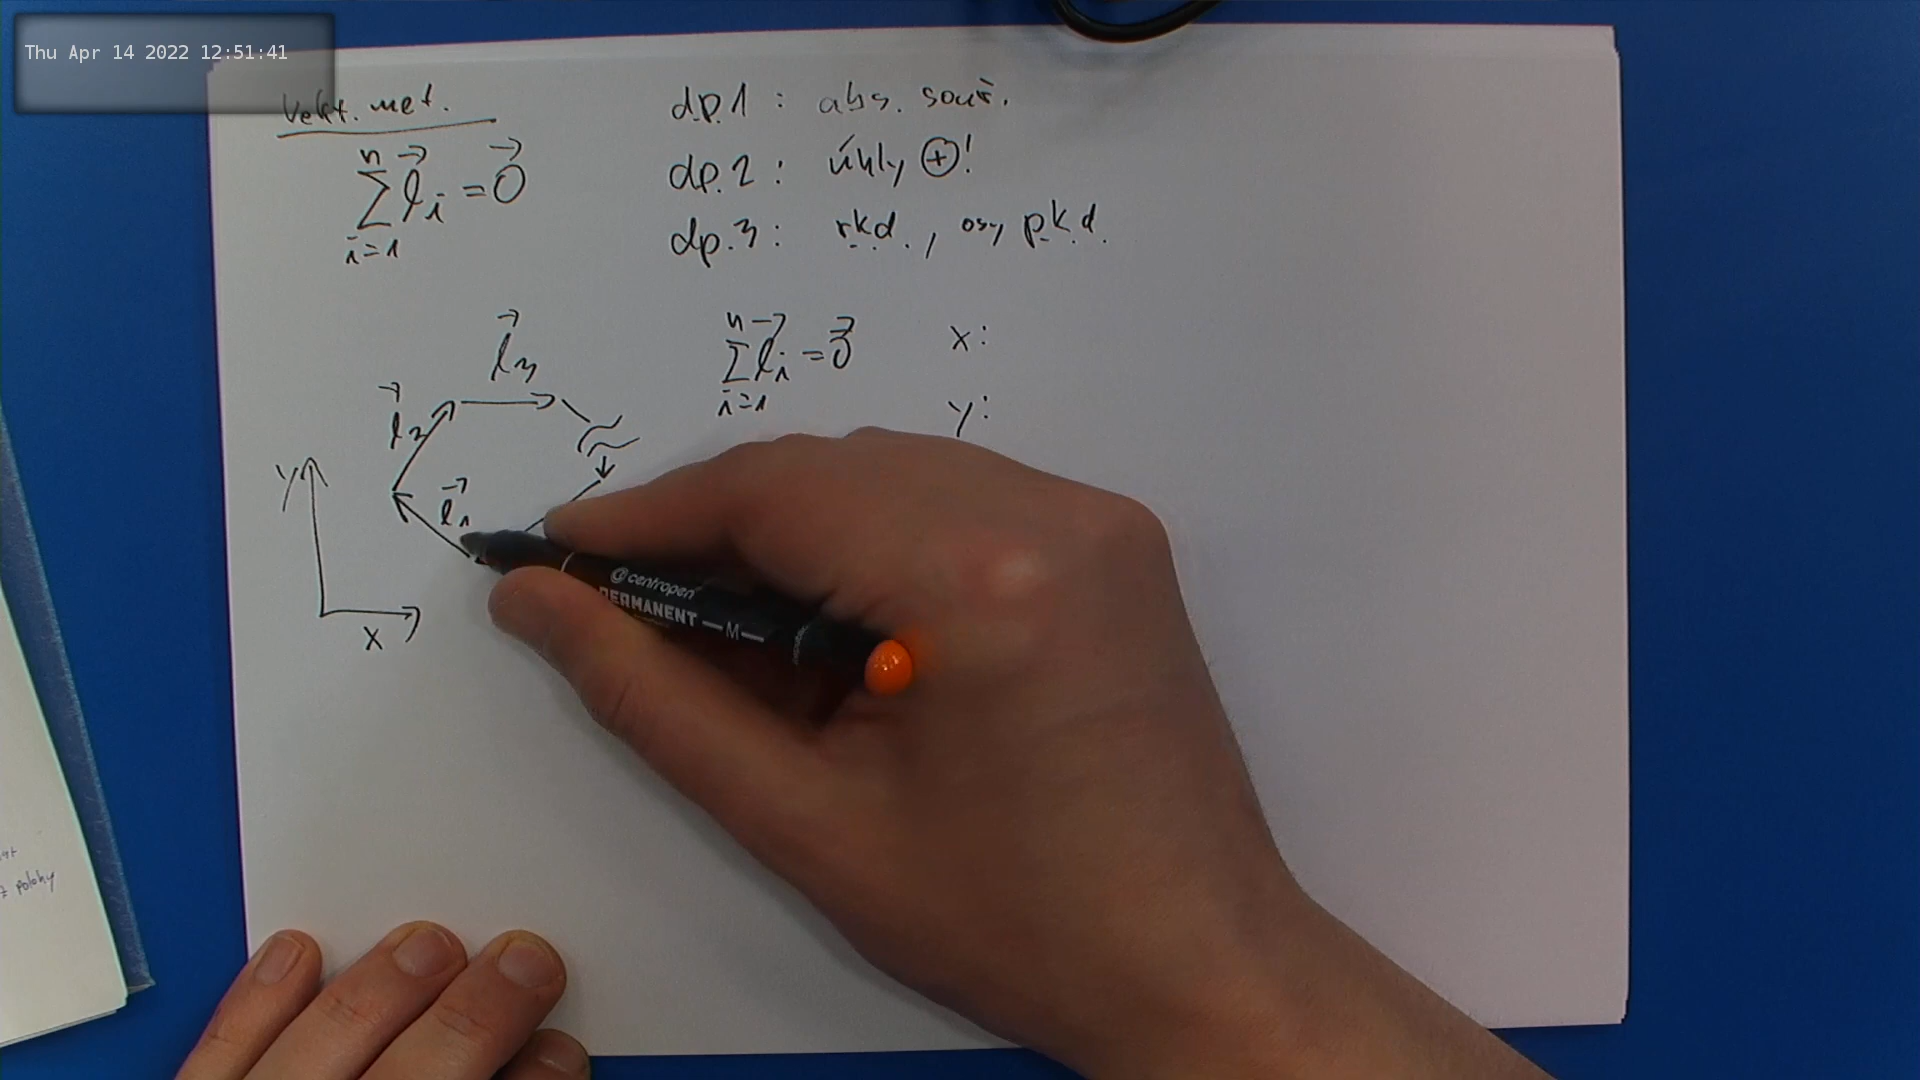 Thu Apr 14 2022 12:51:41
Vekt. met.
n
∑ l⃗i = 0⃗
i=1
dp.1 : abs. souř.
dp.2 : úhly ⊕!
dp.3 : r.k.d., osy p.k.d.
n
∑ l⃗i = 0⃗
i=1
x:
y:
l⃗3
l⃗2
l⃗1
y
x
@centropen
PERMANENT —M—
z polohy